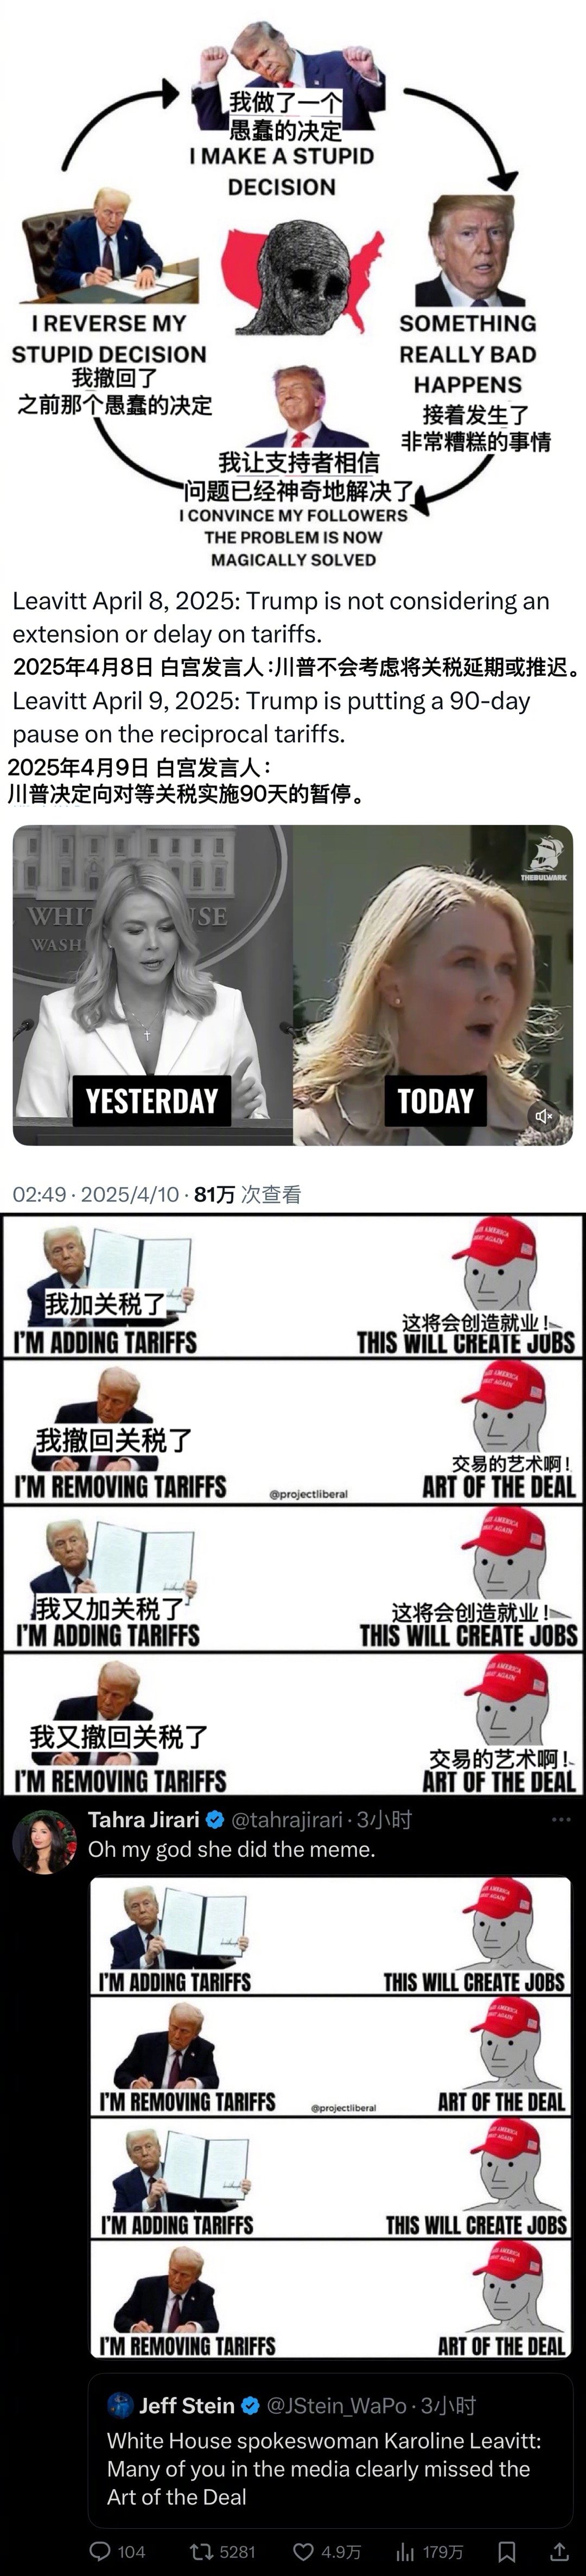 我做了一个
愚蠢的决定
I MAKE A STUPID
DECISION
I REVERSE MY
STUPID DECISION
我撤回了
之前那个愚蠢的决定
SOMETHING
REALLY BAD
HAPPENS
接着发生了
非常糟糕的事情
我让支持者相信
问题已经神奇地解决了
I CONVINCE MY FOLLOWERS
THE PROBLEM IS NOW
MAGICALLY SOLVED
Leavitt April 8, 2025: Trump is not considering an
extension or delay on tariffs.
2025年4月8日 白宫发言人:川普不会考虑将关税延期或推迟。
Leavitt April 9, 2025: Trump is putting a 90-day
pause on the reciprocal tariffs.
2025年4月9日 白宫发言人:
川普决定向对等关税实施90天的暂停。
THEBULWARK
WHIT USE
WASH
YESTERDAY
TODAY
02:49 · 2025/4/10 · 81万 次查看
我加关税了
I'M ADDING TARIFFS
这将会创造就业!
THIS WILL CREATE JOBS
我撤回关税了
I'M REMOVING TARIFFS
@projectliberal
交易的艺术啊!
ART OF THE DEAL
我又加关税了
I'M ADDING TARIFFS
这将会创造就业!
THIS WILL CREATE JOBS
我又撤回关税了
I'M REMOVING TARIFFS
交易的艺术啊!
ART OF THE DEAL
Tahra Jirari @tahrajirari · 3小时
Oh my god she did the meme.
I'M ADDING TARIFFS
THIS WILL CREATE JOBS
I'M REMOVING TARIFFS
@projectliberal
ART OF THE DEAL
I'M ADDING TARIFFS
THIS WILL CREATE JOBS
I'M REMOVING TARIFFS
ART OF THE DEAL
Jeff Stein @JStein_WaPo · 3小时
White House spokeswoman Karoline Leavitt:
Many of you in the media clearly missed the
Art of the Deal
104 5281 4.9万 179万